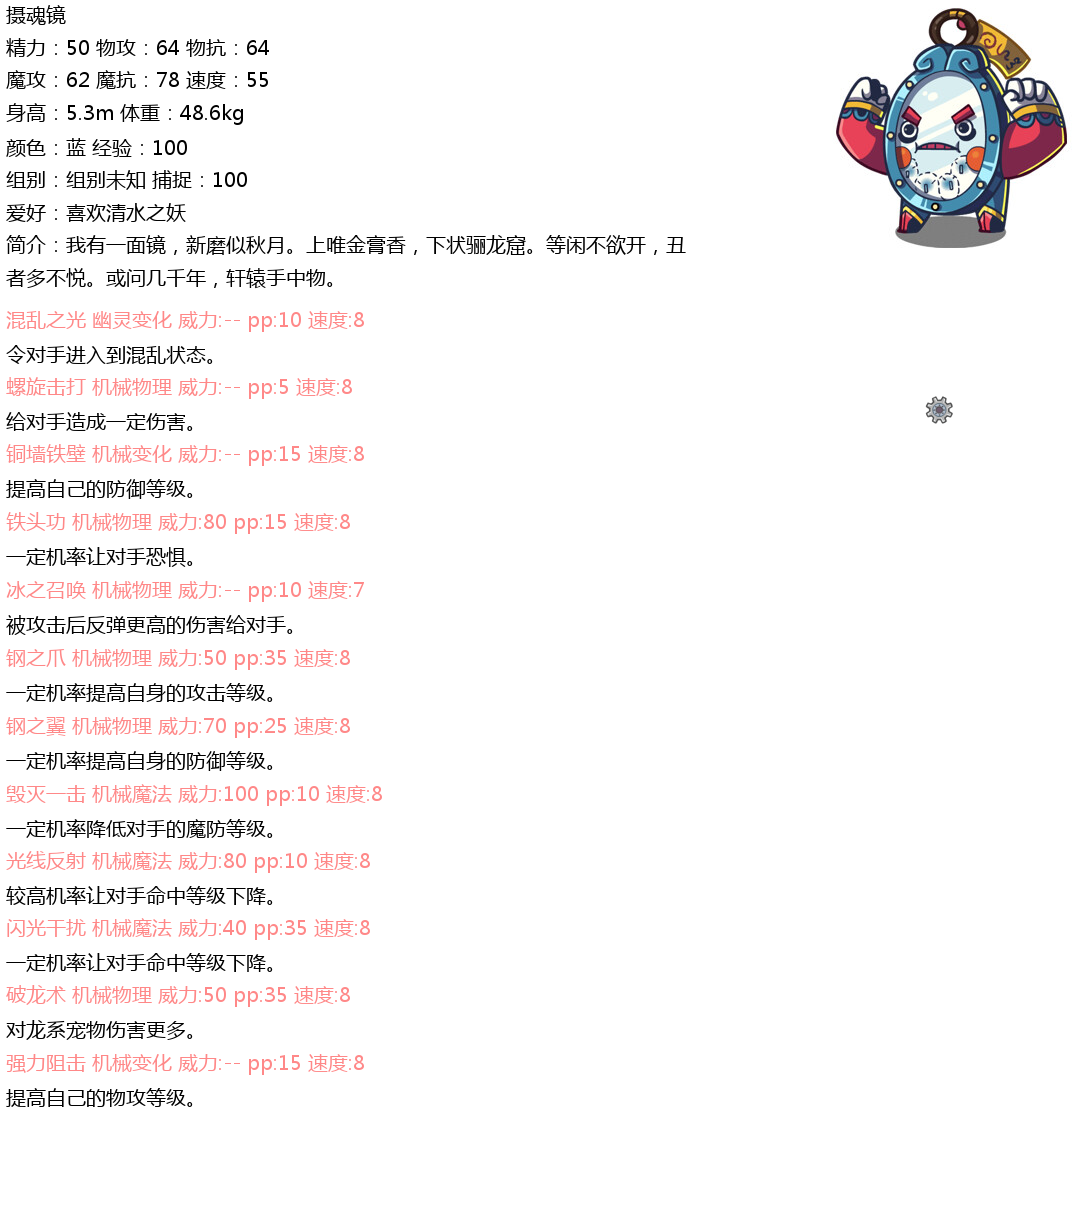 摄魂镜
精力：50 物攻：64 物抗：64
魔攻：62 魔抗：78 速度：55
身高：5.3m 体重：48.6kg
颜色：蓝 经验：100
组别：组别未知 捕捉：100
爱好：喜欢清水之妖
简介：我有一面镜，新磨似秋月。上唯金膏香，下状骊龙窟。等闲不欲开，丑
者多不悦。或问几千年，轩辕手中物。
混乱之光 幽灵变化 威力:-- pp:10 速度:8
令对手进入到混乱状态。
螺旋击打 机械物理 威力:-- pp:5 速度:8
给对手造成一定伤害。
铜墙铁壁 机械变化 威力:-- pp:15 速度:8
提高自己的防御等级。
铁头功 机械物理 威力:80 pp:15 速度:8
一定机率让对手恐惧。
冰之召唤 机械物理 威力:-- pp:10 速度:7
被攻击后反弹更高的伤害给对手。
钢之爪 机械物理 威力:50 pp:35 速度:8
一定机率提高自身的攻击等级。
钢之翼 机械物理 威力:70 pp:25 速度:8
一定机率提高自身的防御等级。
毁灭一击 机械魔法 威力:100 pp:10 速度:8
一定机率降低对手的魔防等级。
光线反射 机械魔法 威力:80 pp:10 速度:8
较高机率让对手命中等级下降。
闪光干扰 机械魔法 威力:40 pp:35 速度:8
一定机率让对手命中等级下降。
破龙术 机械物理 威力:50 pp:35 速度:8
对龙系宠物伤害更多。
强力阻击 机械变化 威力:-- pp:15 速度:8
提高自己的物攻等级。